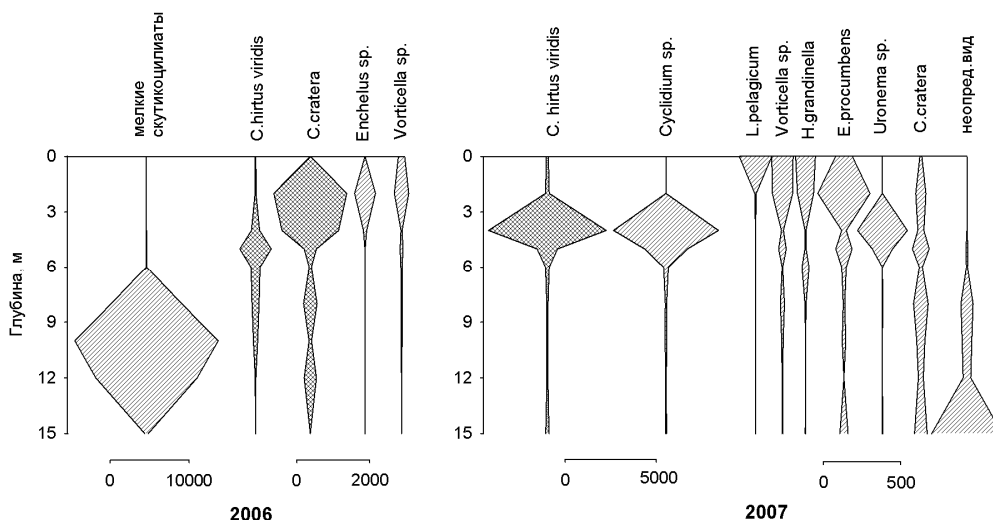 мелкие
скутикоцилиаты
C.hirtus viridis
C.cratera
Enchelus sp.
Vorticella sp.
C. hirtus viridis
Cyclidium sp.
L.pelagicum
Vorticella sp.
H.grandinella
E.procumbens
Uronema sp.
C.cratera
неопред.вид
Глубина, м
0
3
6
9
12
15
0
3
6
9
12
15
0 10000
0 2000
0 5000
0 500
2006
2007